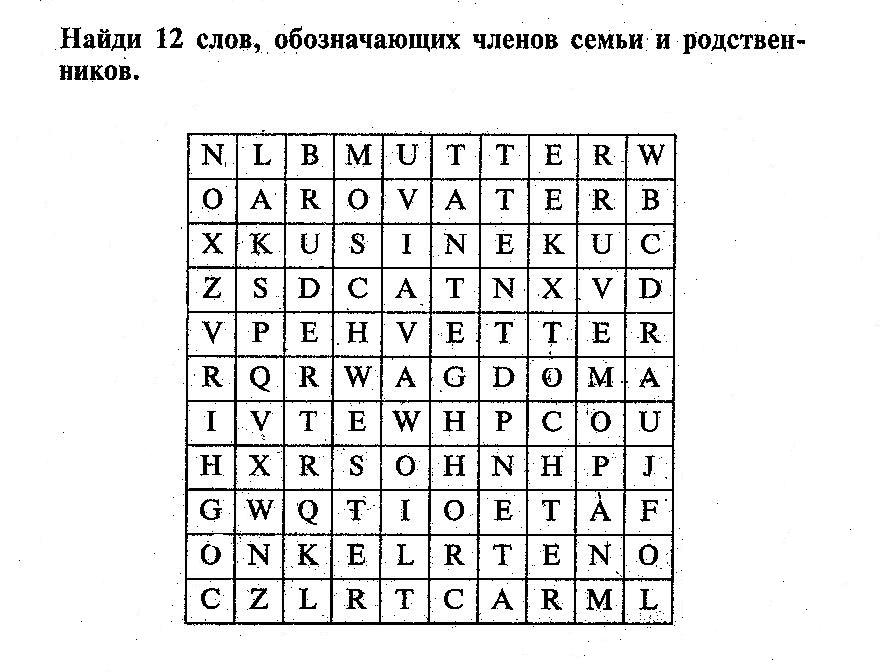 Найди 12 слов, обозначающих членов семьи и родствен-
ников.
N L B M U T T E R W
O A R O V A T E R B
X K U S I N E K U C
Z S D C A T N X V D
V P E H V E T T E R
R Q R W A G D O M A
I V T E W H P C O U
H X R S O H N H P J
G W Q T I O E T A F
O N K E L R T E N O
C Z L R T C A R M L